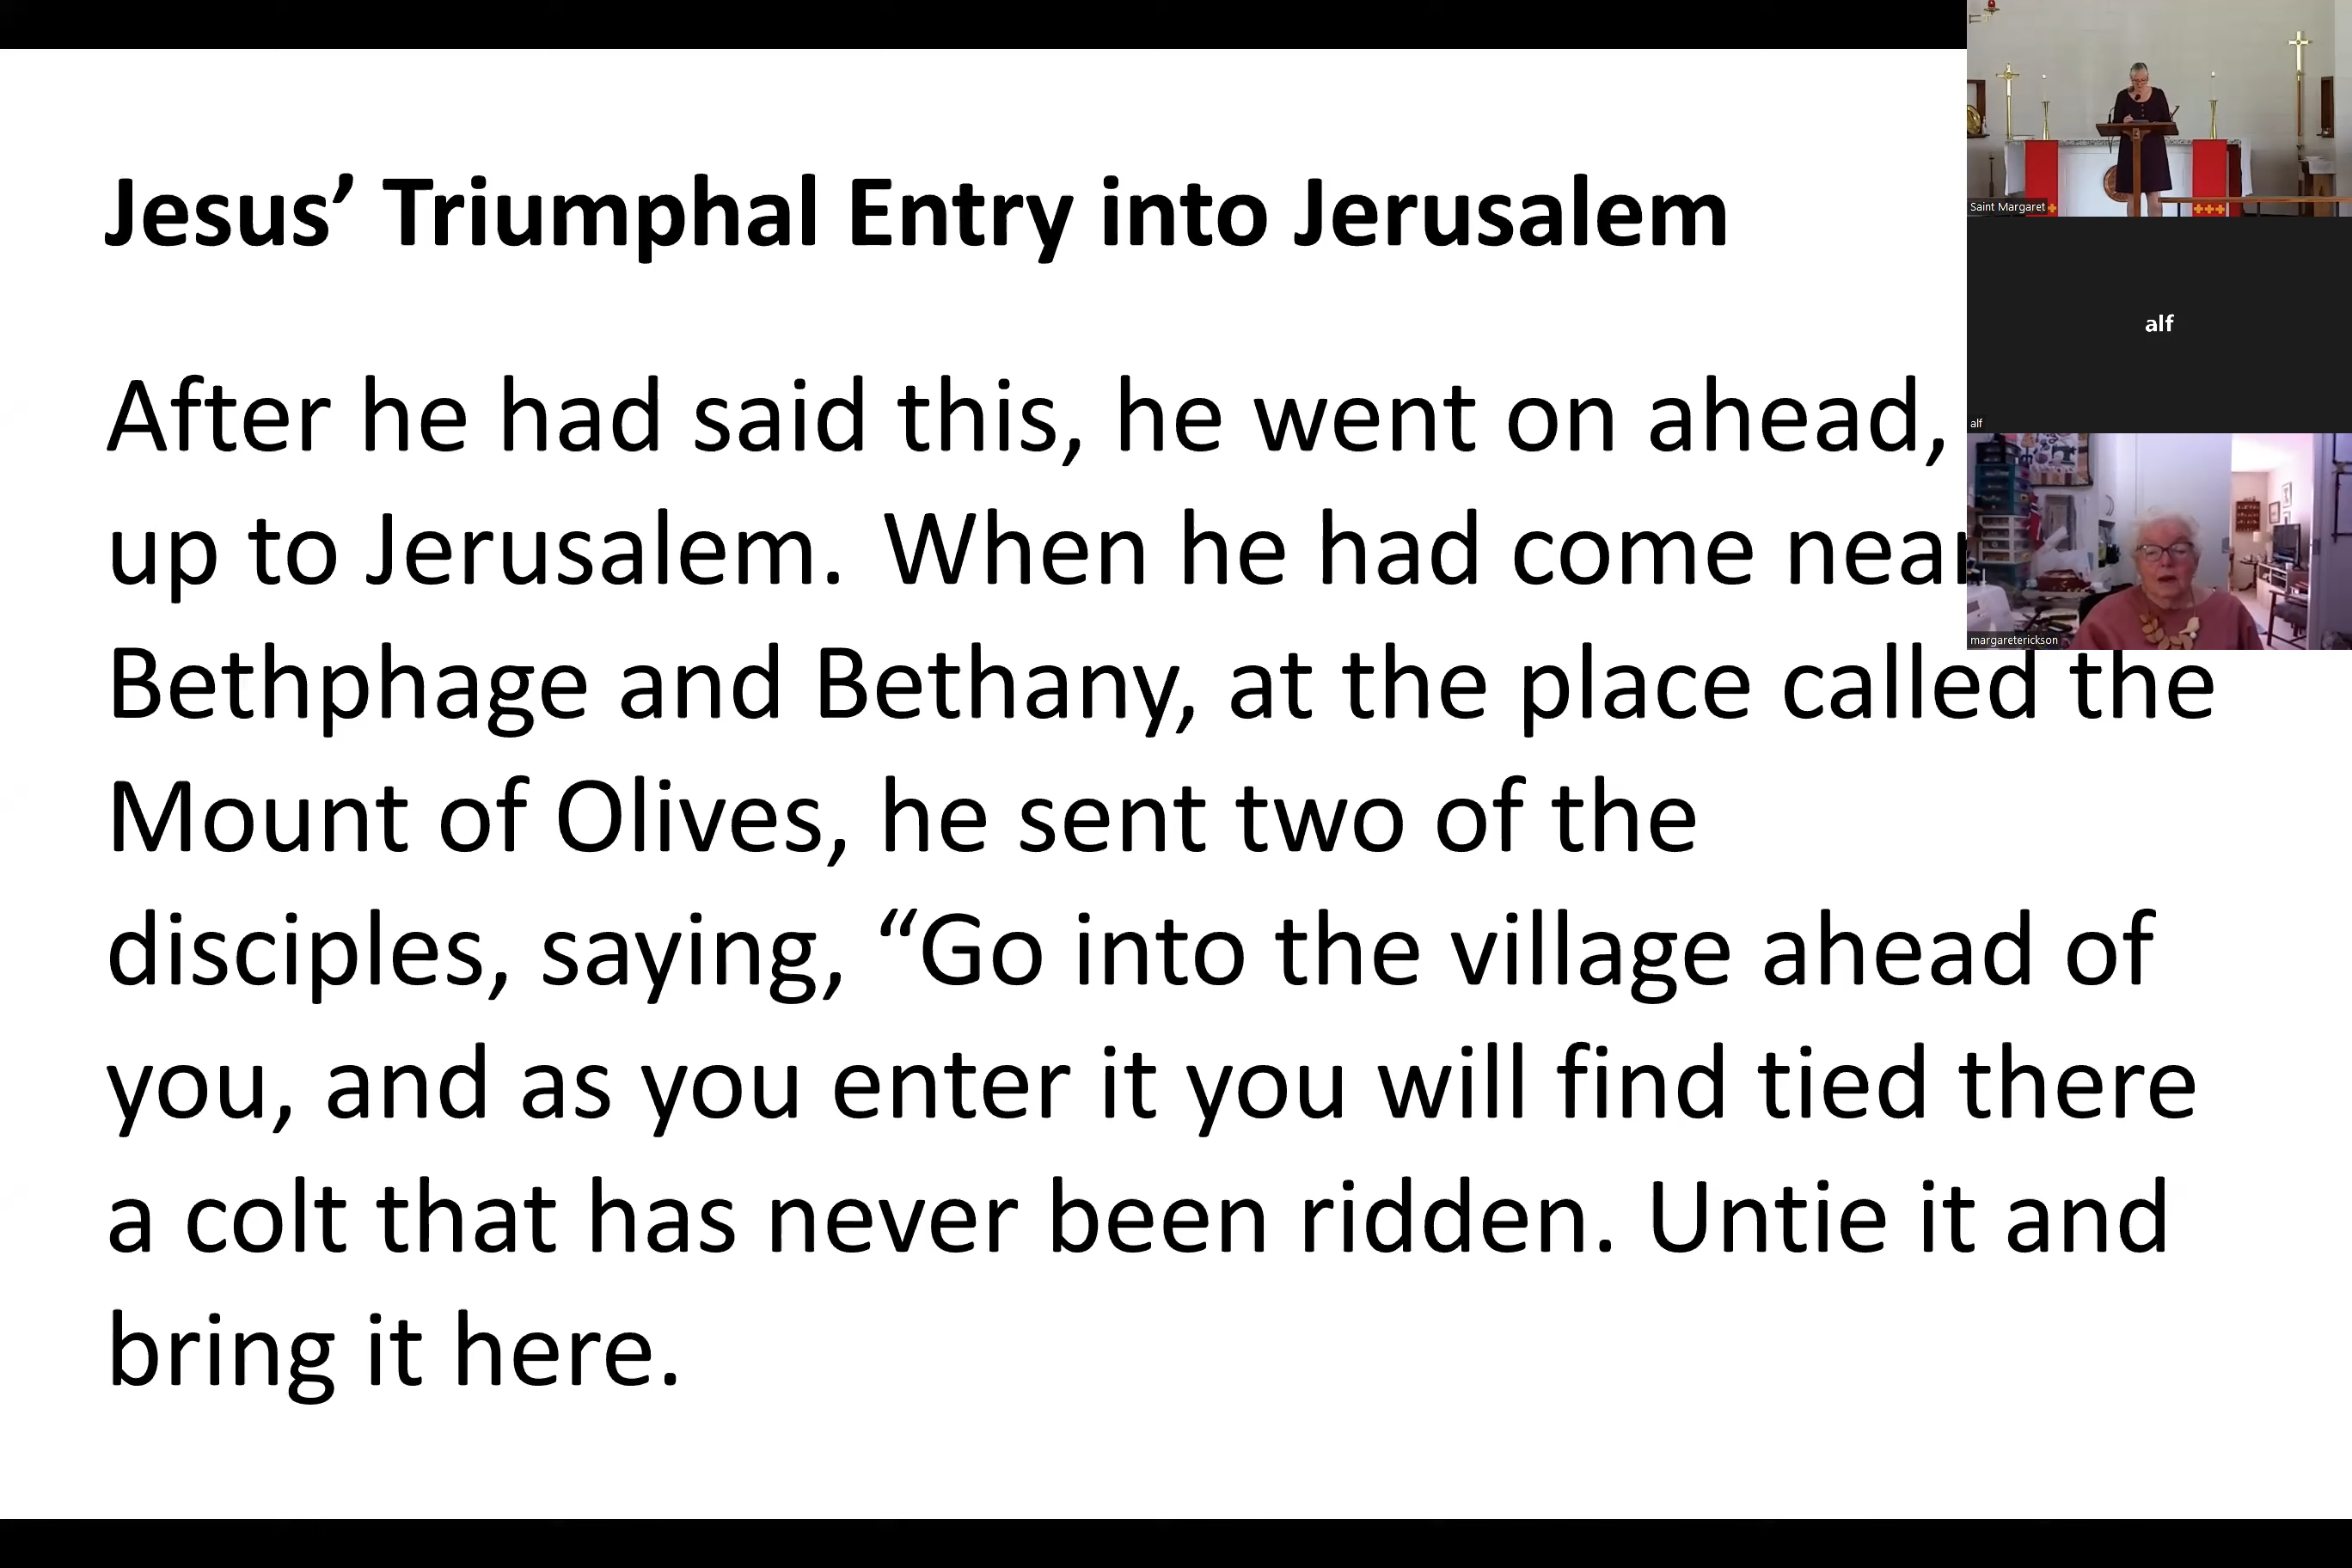 Jesus’ Triumphal Entry into Jerusalem
After he had said this, he went on ahead,
up to Jerusalem. When he had come near
Bethphage and Bethany, at the place called the
Mount of Olives, he sent two of the
disciples, saying, “Go into the village ahead of
you, and as you enter it you will find tied there
a colt that has never been ridden. Untie it and
bring it here.
Saint Margaret
alf
alf
margareterickson